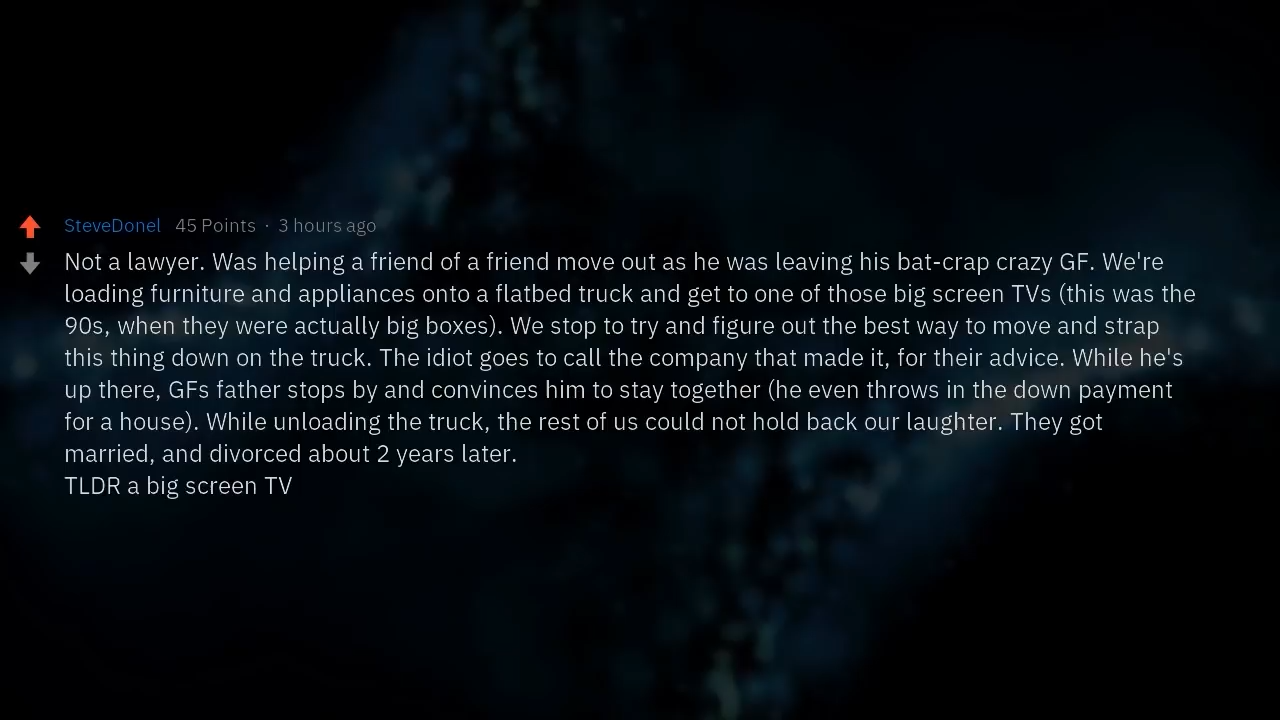 SteveDonel 45 Points · 3 hours ago
Not a lawyer. Was helping a friend of a friend move out as he was leaving his bat-crap crazy GF. We're
loading furniture and appliances onto a flatbed truck and get to one of those big screen TVs (this was the
90s, when they were actually big boxes). We stop to try and figure out the best way to move and strap
this thing down on the truck. The idiot goes to call the company that made it, for their advice. While he's
up there, GFs father stops by and convinces him to stay together (he even throws in the down payment
for a house). While unloading the truck, the rest of us could not hold back our laughter. They got
married, and divorced about 2 years later.
TLDR a big screen TV